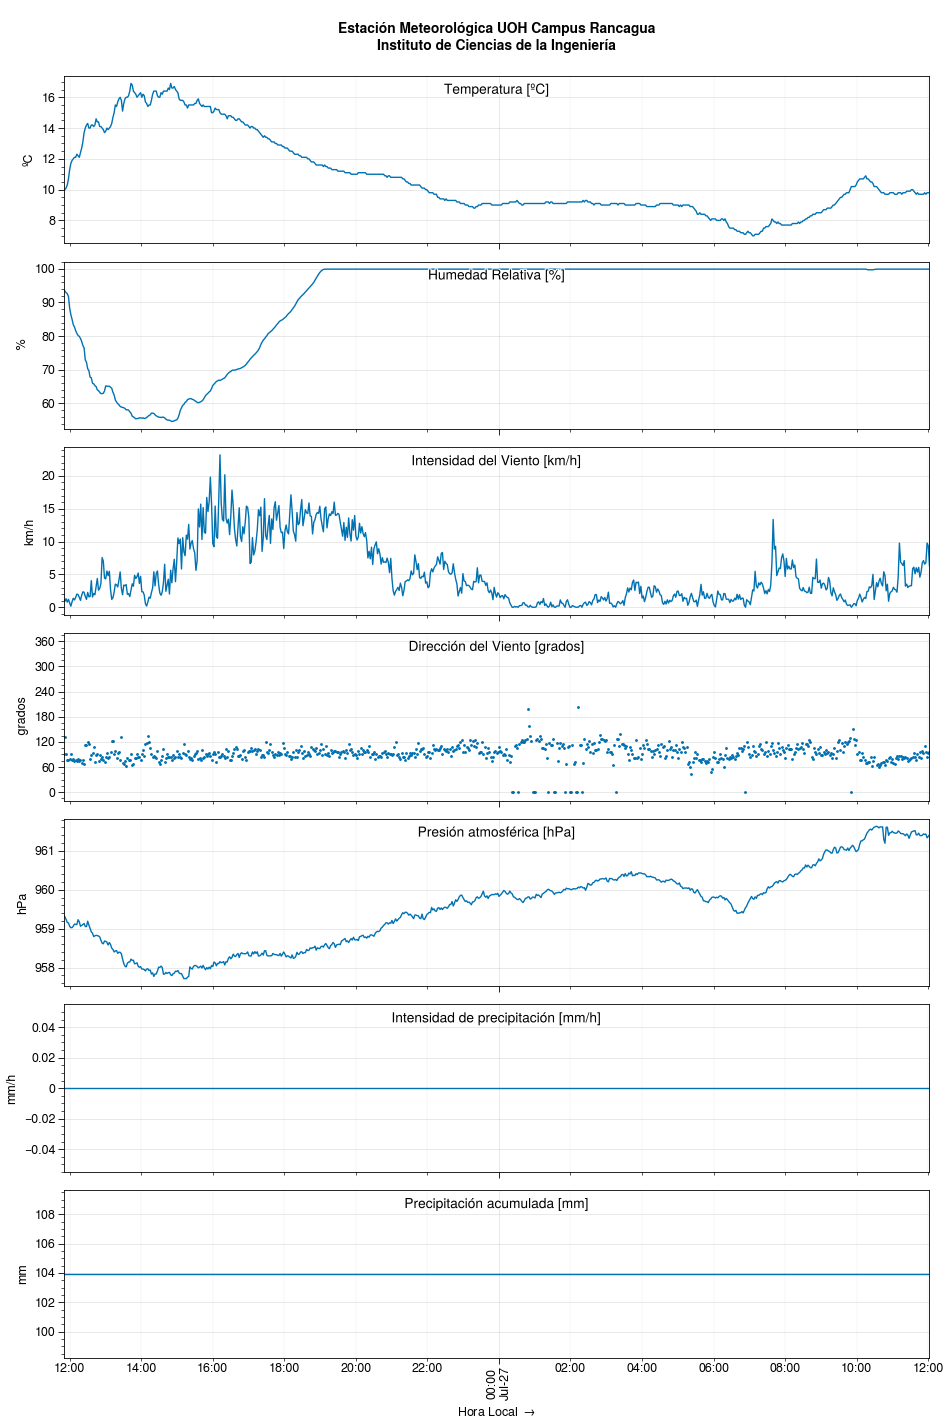 Estación Meteorológica UOH Campus Rancagua
Instituto de Ciencias de la Ingeniería
Temperatura [ºC]
ºC
16
14
12
10
8
Humedad Relativa [%]
%
100
90
80
70
60
Intensidad del Viento [km/h]
km/h
20
15
10
5
0
Dirección del Viento [grados]
grados
360
300
240
180
120
60
0
Presión atmosférica [hPa]
hPa
961
960
959
958
Intensidad de precipitación [mm/h]
mm/h
0.04
0.02
0
−0.02
−0.04
Precipitación acumulada [mm]
mm
108
106
104
102
100
12:00 14:00 16:00 18:00 20:00 22:00 00:00 02:00 04:00 06:00 08:00 10:00 12:00
Jul-27
Hora Local →